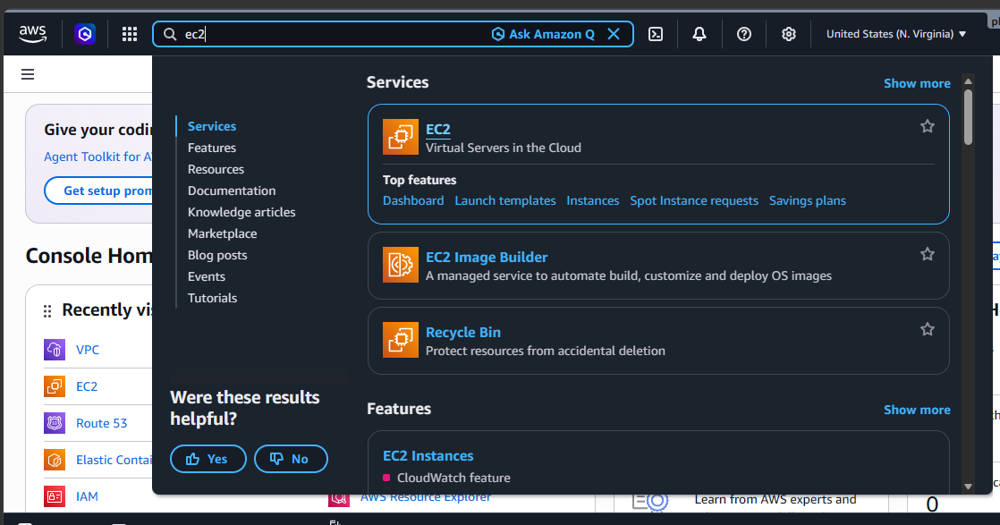 aws
ec2
Ask Amazon Q
United States (N. Virginia)
Give your codi
Agent Toolkit for A
Get setup prom
Console Hom
Recently vi
VPC
EC2
Route 53
Elastic Contai
IAM
Services
Features
Resources
Documentation
Knowledge articles
Marketplace
Blog posts
Events
Tutorials
Were these results
helpful?
Yes
No
Services
Show more
EC2
Virtual Servers in the Cloud
Top features
Dashboard Launch templates Instances Spot Instance requests Savings plans
EC2 Image Builder
A managed service to automate build, customize and deploy OS images
Recycle Bin
Protect resources from accidental deletion
Features
Show more
EC2 Instances
CloudWatch feature
AWS Resource Explorer
Learn from AWS experts and
0